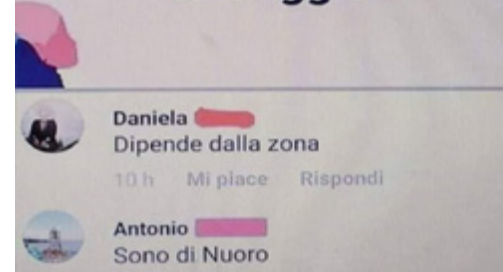 Daniela
Dipende dalla zona
10 h Mi piace Rispondi
Antonio
Sono di Nuoro